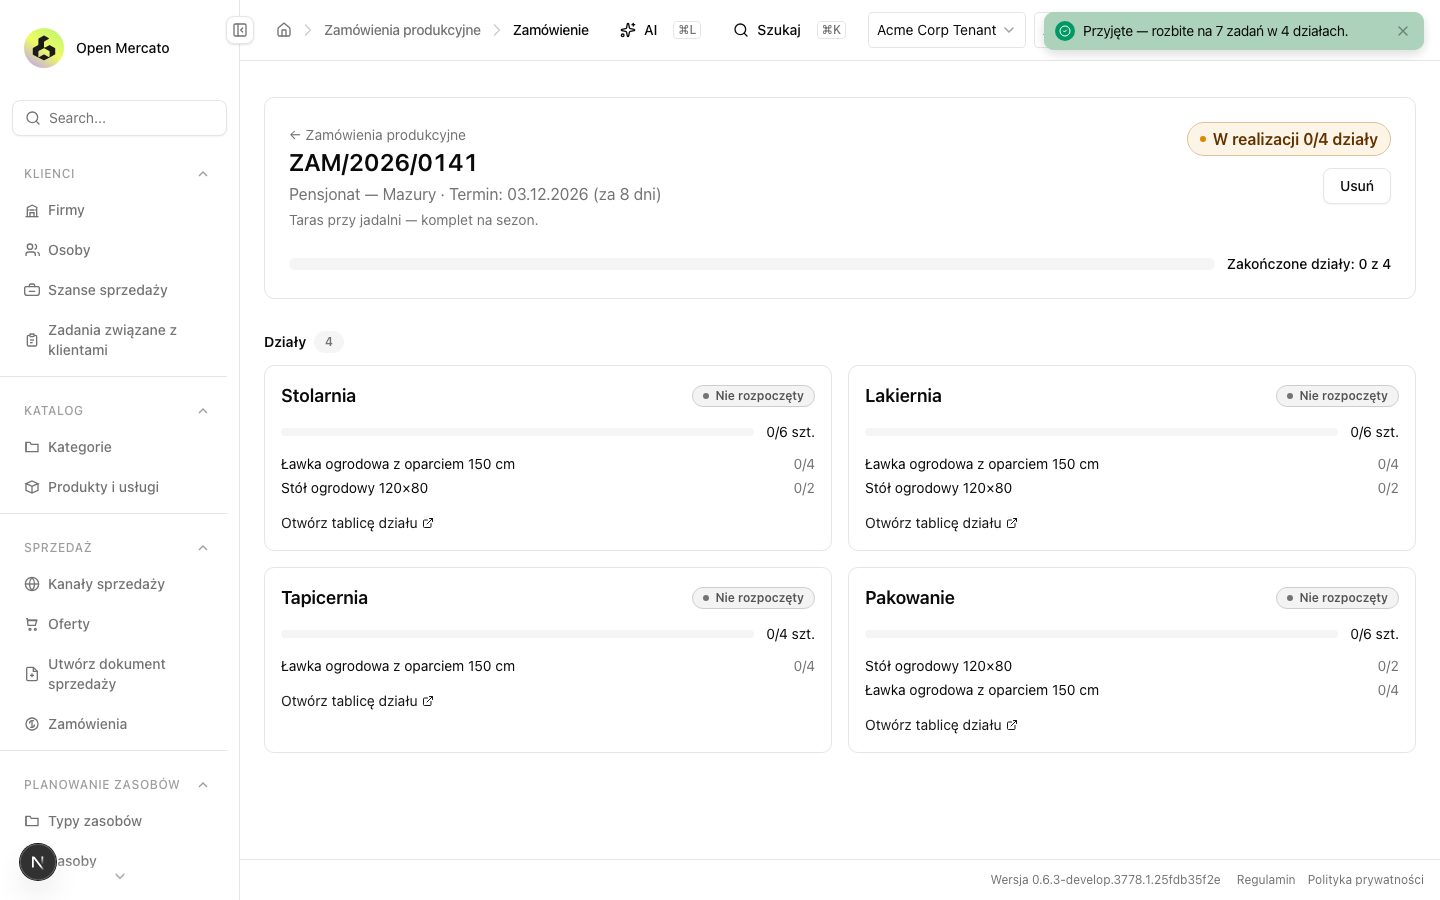 Open Mercato
Search...
KLIENCI
Firmy
Osoby
Szanse sprzedaży
Zadania związane z
klientami
KATALOG
Kategorie
Produkty i usługi
SPRZEDAŻ
Kanały sprzedaży
Oferty
Utwórz dokument
sprzedaży
Zamówienia
PLANOWANIE ZASOBÓW
Typy zasobów
N
Zamówienia produkcyjne
Zamówienie
AI
⌘L
Szukaj
⌘K
Acme Corp Tenant
Przyjęte — rozbite na 7 zadań w 4 działach.
← Zamówienia produkcyjne
ZAM/2026/0141
Pensjonat — Mazury · Termin: 03.12.2026 (za 8 dni)
Taras przy jadalni — komplet na sezon.
W realizacji 0/4 działy
Usuń
Zakończone działy: 0 z 4
Działy 4
Stolarnia
Nie rozpoczęty
0/6 szt.
Ławka ogrodowa z oparciem 150 cm 0/4
Stół ogrodowy 120×80 0/2
Otwórz tablicę działu
Lakiernia
Nie rozpoczęty
0/6 szt.
Ławka ogrodowa z oparciem 150 cm 0/4
Stół ogrodowy 120×80 0/2
Otwórz tablicę działu
Tapicernia
Nie rozpoczęty
0/4 szt.
Ławka ogrodowa z oparciem 150 cm 0/4
Otwórz tablicę działu
Pakowanie
Nie rozpoczęty
0/6 szt.
Stół ogrodowy 120×80 0/2
Ławka ogrodowa z oparciem 150 cm 0/4
Otwórz tablicę działu
Wersja 0.6.3-develop.3778.1.25fdb35f2e
Regulamin
Polityka prywatności